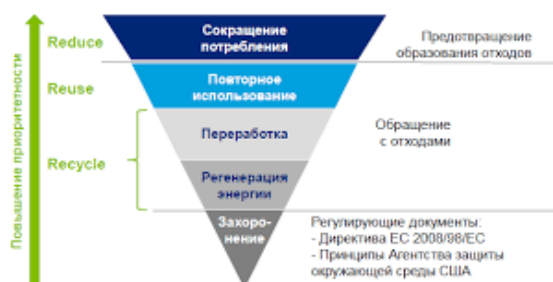 Повышение приоритетности
Reduce
Сокращение
потребления
Предотвращение
образования отходов
Reuse
Повторное
использование
Recycle
Переработка
Обращение
с отходами
Регенерация
энергии
Захоро-
нение
Регулирующие документы:
- Директива ЕС 2008/98/ЕС
- Принципы Агентства защиты
окружающей среды США